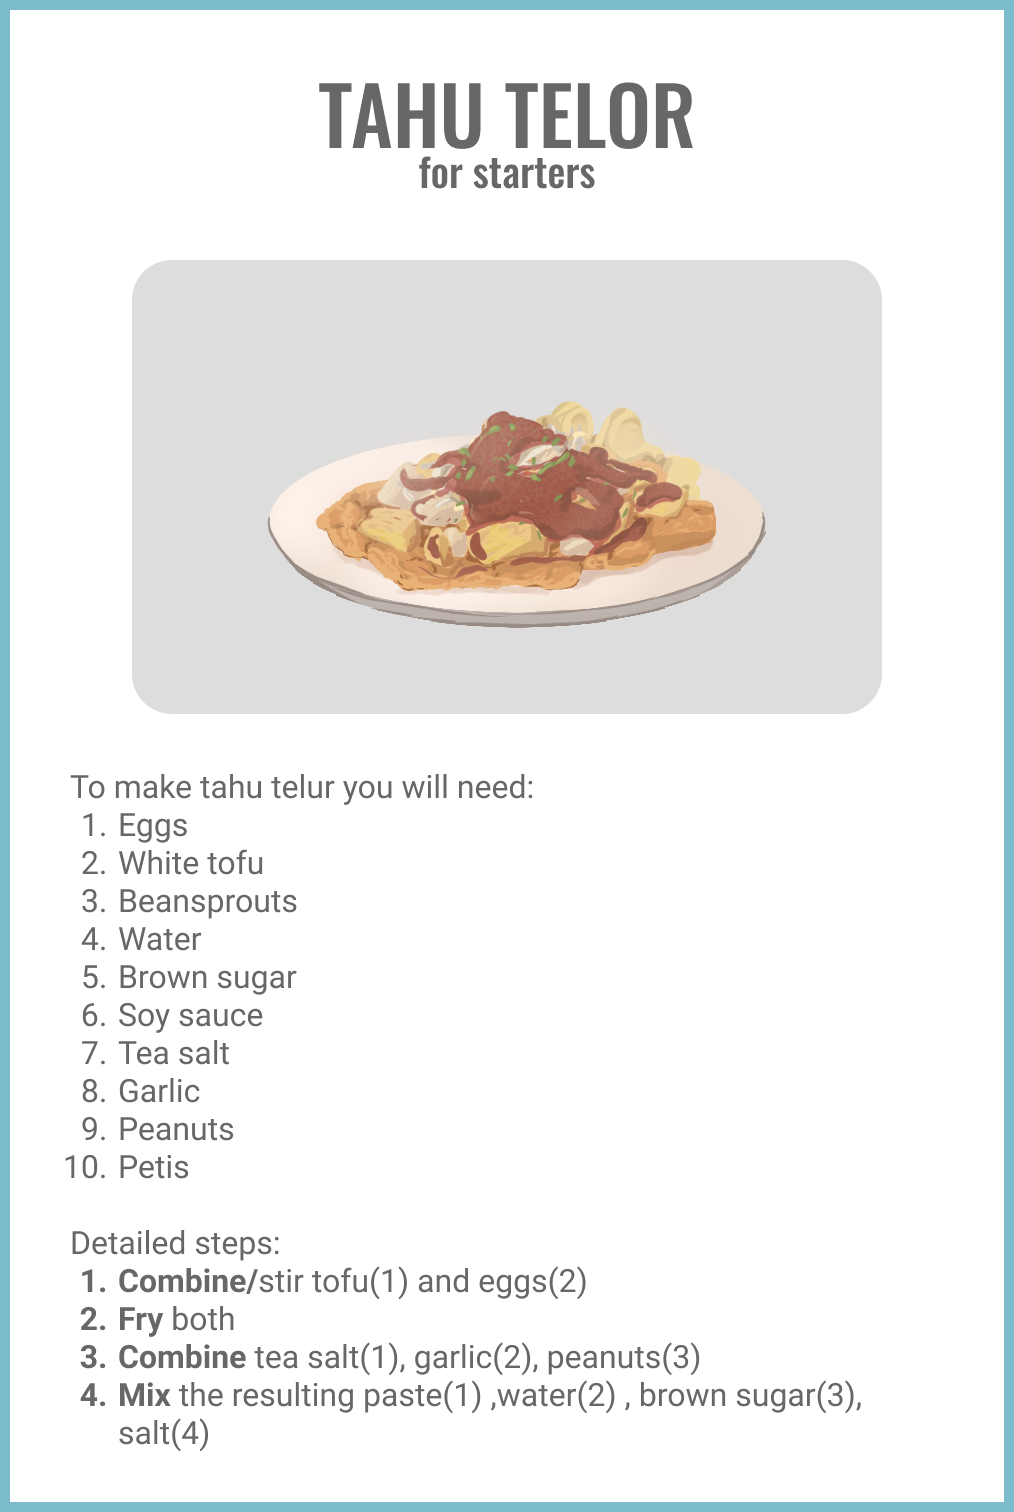 TAHU TELOR
for starters
To make tahu telur you will need:
1. Eggs
2. White tofu
3. Beansprouts
4. Water
5. Brown sugar
6. Soy sauce
7. Tea salt
8. Garlic
9. Peanuts
10. Petis
Detailed steps:
1. Combine/stir tofu(1) and eggs(2)
2. Fry both
3. Combine tea salt(1), garlic(2), peanuts(3)
4. Mix the resulting paste(1) ,water(2) , brown sugar(3),
salt(4)